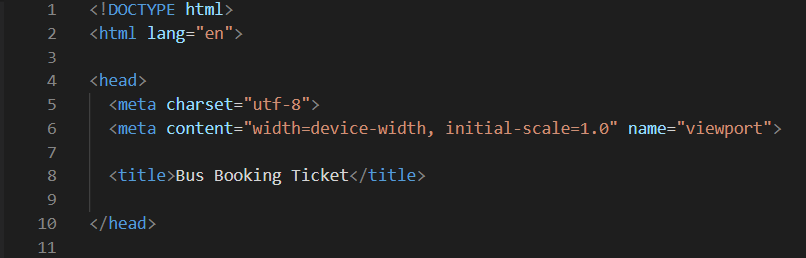 1 <!DOCTYPE html>
2 <html lang="en">
3
4 <head>
5 <meta charset="utf-8">
6 <meta content="width=device-width, initial-scale=1.0" name="viewport">
7
8 <title>Bus Booking Ticket</title>
9
10 </head>
11